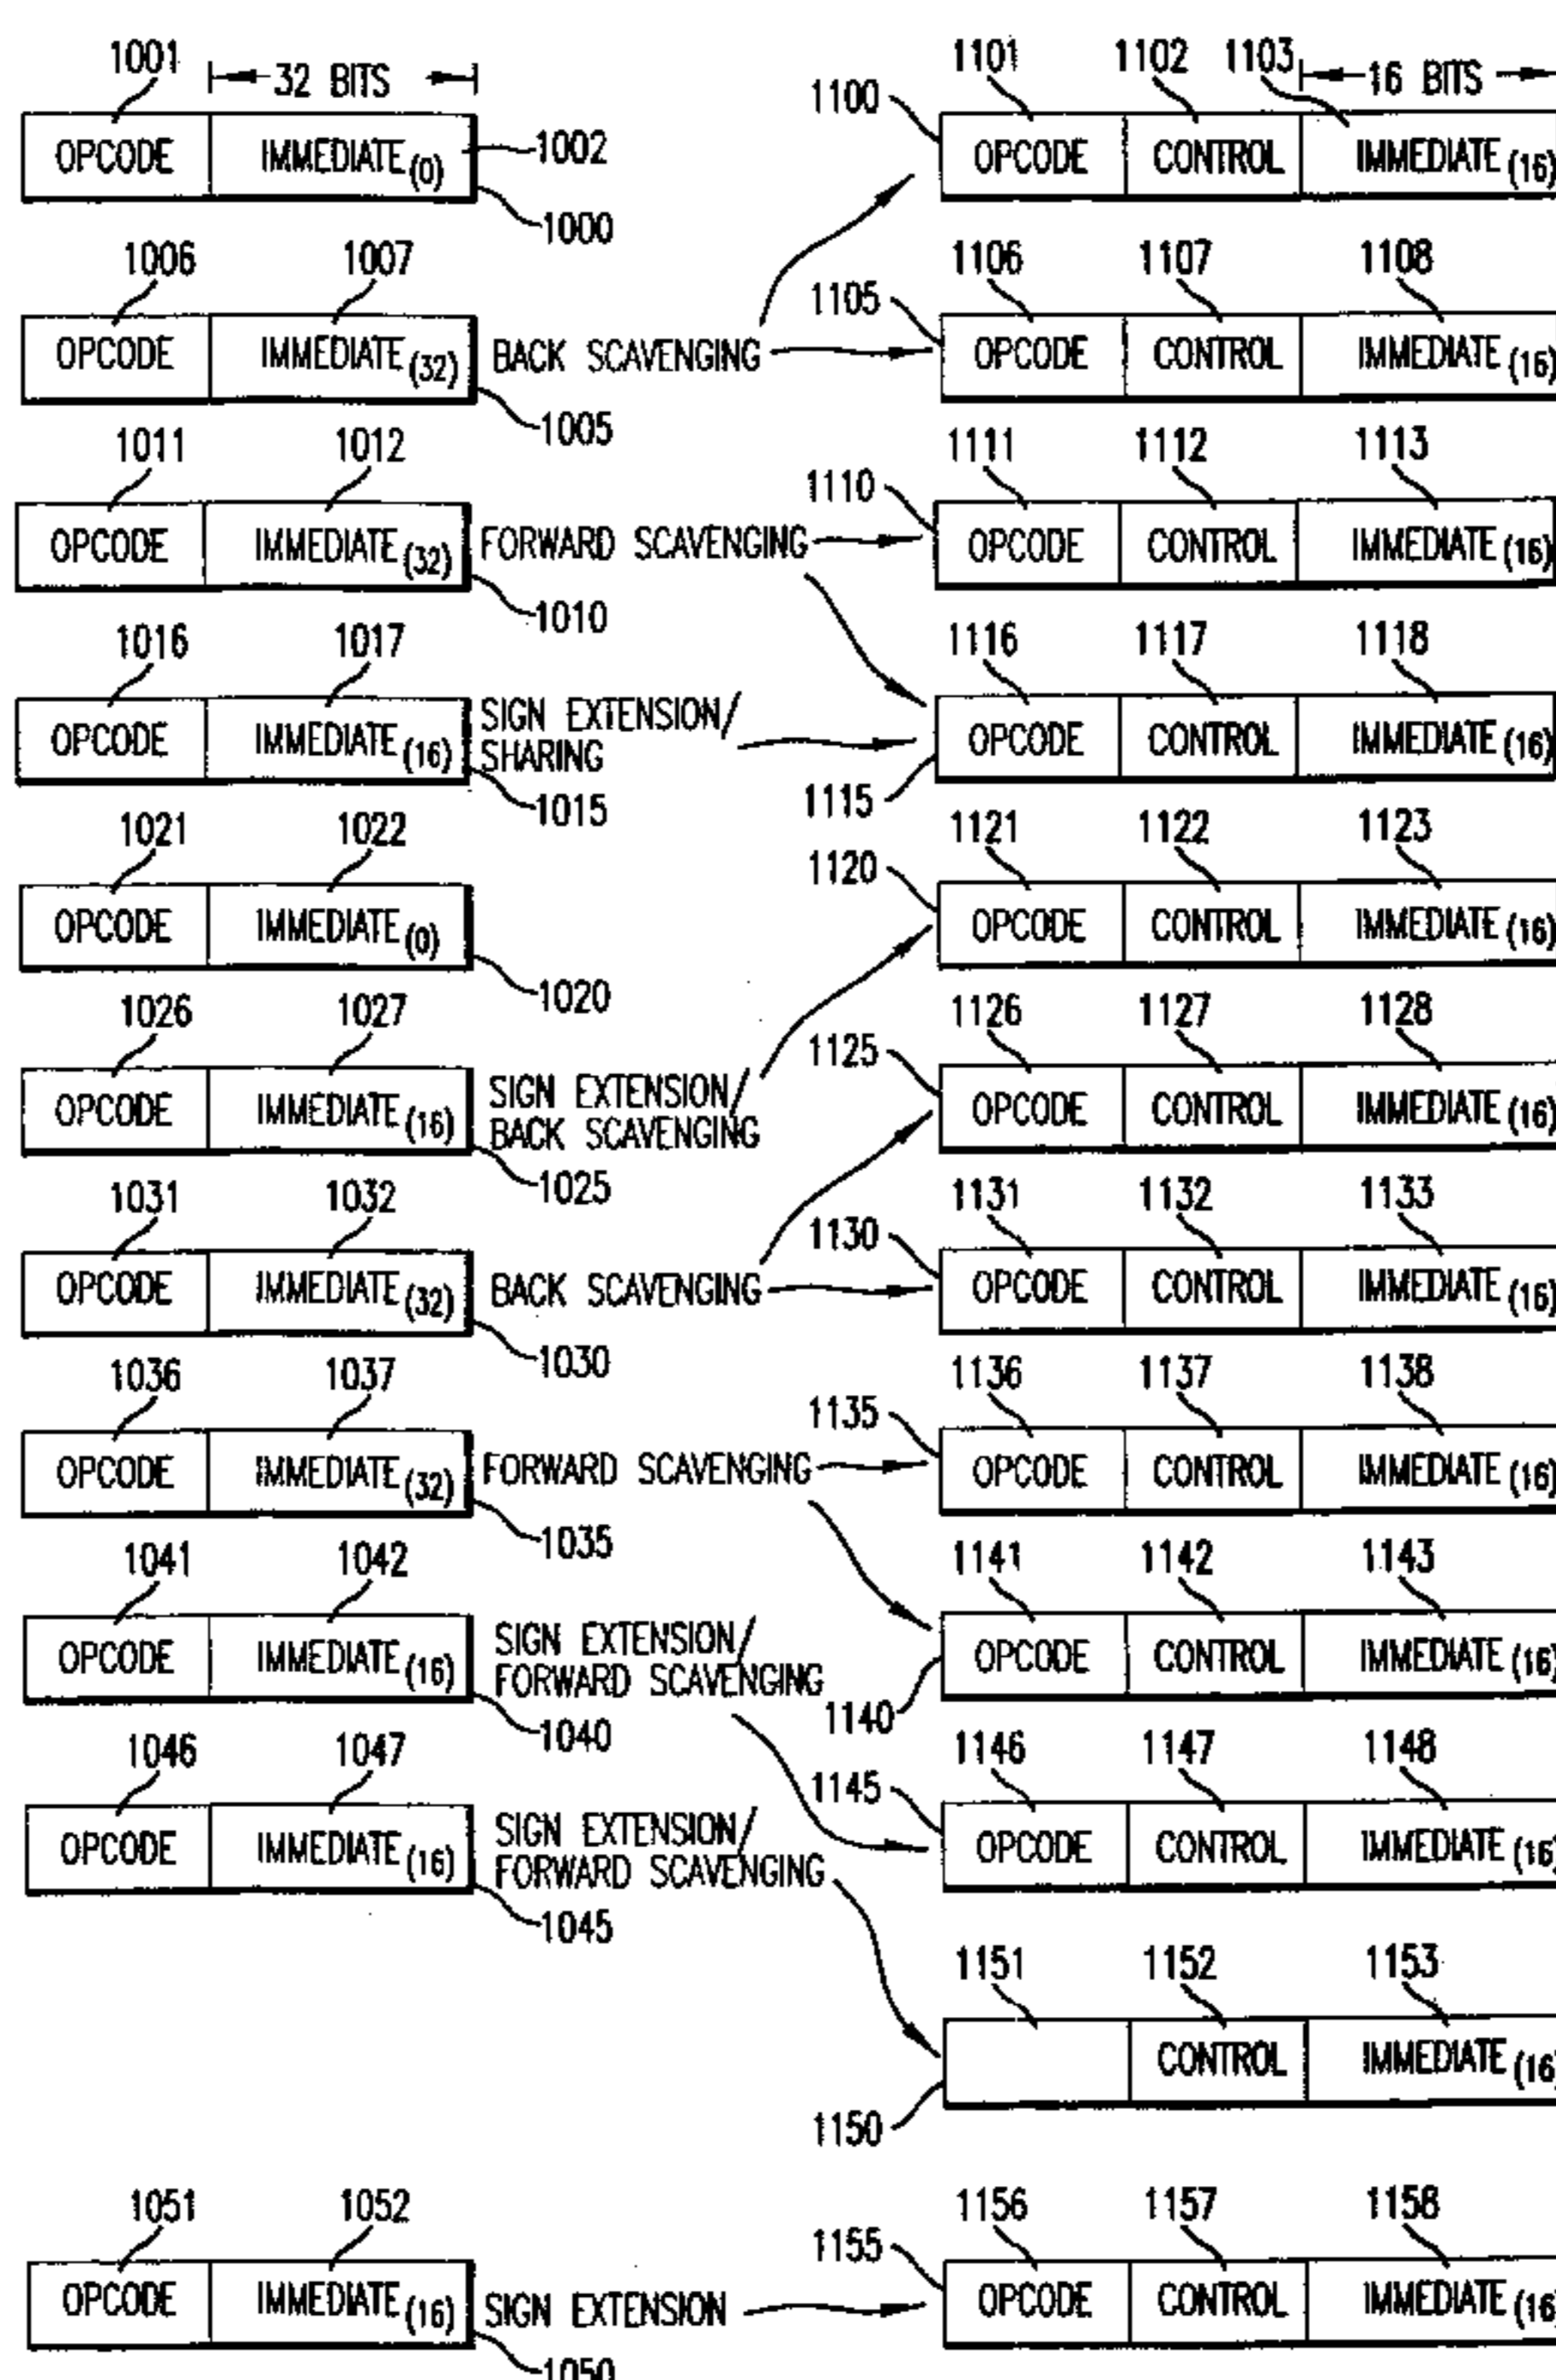 1001 32 BITS 1101 1102 1103 16 BITS
1100
OPCODE IMMEDIATE(0) 1002 OPCODE CONTROL IMMEDIATE(16)
1000
1006 1007 1106 1107 1108
1105
OPCODE IMMEDIATE(32) BACK SCAVENGING OPCODE CONTROL IMMEDIATE(16)
1005
1011 1012 1111 1112 1113
1110
OPCODE IMMEDIATE(32) FORWARD SCAVENGING OPCODE CONTROL IMMEDIATE(16)
1010
1016 1017 1116 1117 1118
SIGN EXTENSION/
OPCODE IMMEDIATE(16) SHARING OPCODE CONTROL IMMEDIATE(16)
1015 1115
1021 1022 1121 1122 1123
1120
OPCODE IMMEDIATE(0) OPCODE CONTROL IMMEDIATE(16)
1020
1026 1027 1126 1127 1128
1125
SIGN EXTENSION/
OPCODE IMMEDIATE(16) BACK SCAVENGING OPCODE CONTROL IMMEDIATE(16)
1025
1031 1032 1131 1132 1133
1130
OPCODE IMMEDIATE(32) BACK SCAVENGING OPCODE CONTROL IMMEDIATE(16)
1030
1036 1037 1136 1137 1138
1135
OPCODE IMMEDIATE(32) FORWARD SCAVENGING OPCODE CONTROL IMMEDIATE(16)
1035
1041 1042 1141 1142 1143
SIGN EXTENSION/
OPCODE IMMEDIATE(16) FORWARD SCAVENGING OPCODE CONTROL IMMEDIATE(16)
1040 1140
1046 1047 1146 1147 1148
1145
SIGN EXTENSION/
OPCODE IMMEDIATE(16) FORWARD SCAVENGING OPCODE CONTROL IMMEDIATE(16
1045
1151 1152 1153
CONTROL IMMEDIATE(16
1150
1051 1052 1156 1157 1158
1155
OPCODE IMMEDIATE(16) SIGN EXTENSION OPCODE CONTROL IMMEDIATE(16
1050